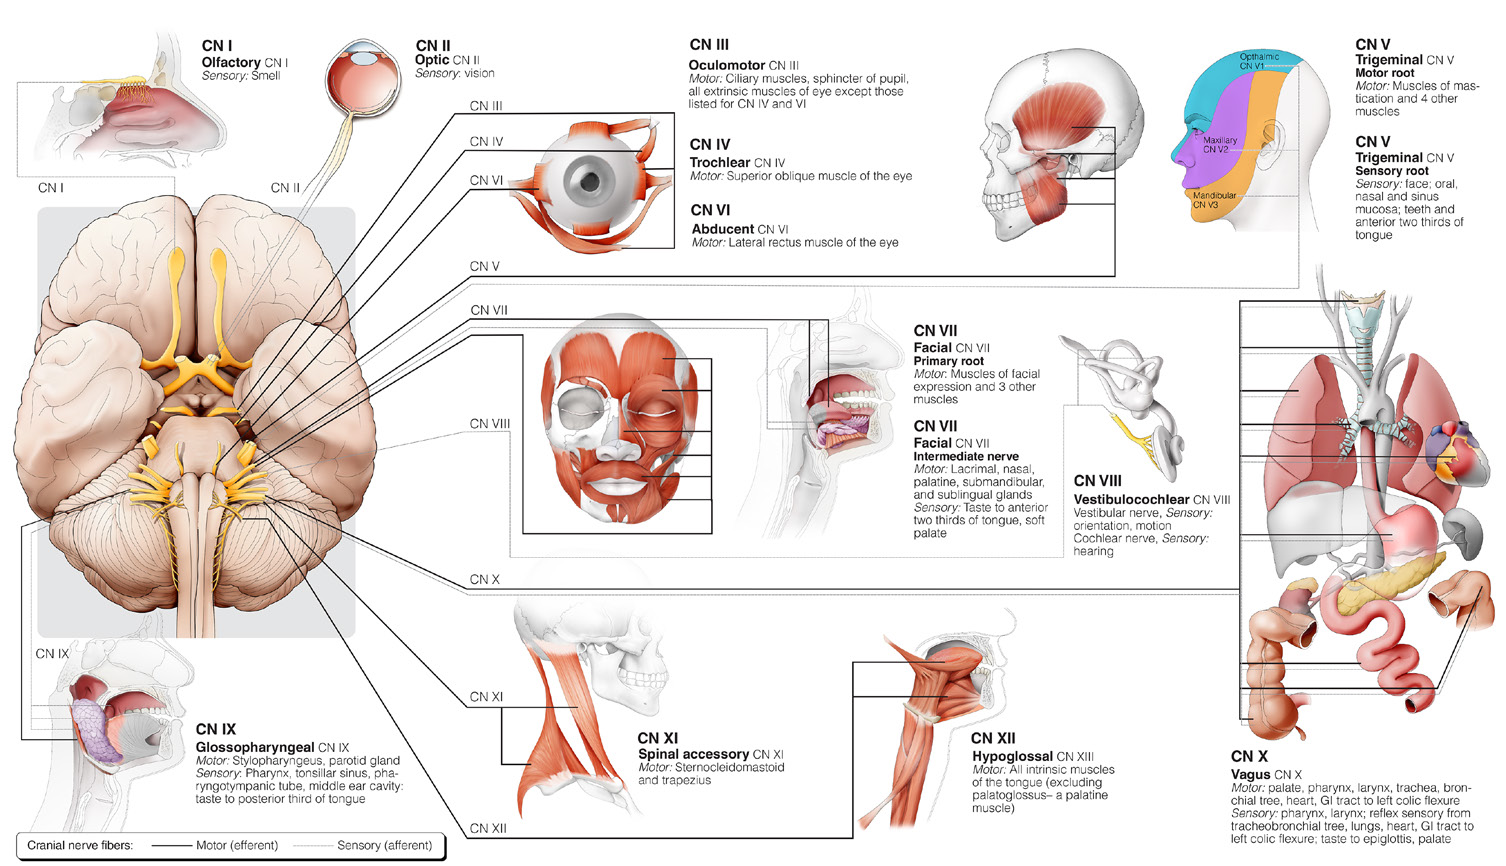 CN I
Olfactory CN I
Sensory: Smell
CN II
Optic CN II
Sensory: vision
CN III
Oculomotor CN III
Motor: Ciliary muscles, sphincter of pupil,
all extrinsic muscles of eye except those
listed for CN IV and VI
CN IV
Trochlear CN IV
Motor: Superior oblique muscle of the eye
CN VI
Abducent CN VI
Motor: Lateral rectus muscle of the eye
CN III
CN IV
CN VI
CN I
CN II
Opthalmic
CN V1
Maxillary
CN V2
Mandibular
CN V3
CN V
Trigeminal CN V
Motor root
Motor: Muscles of mas-
tication and 4 other
muscles
CN V
Trigeminal CN V
Sensory root
Sensory: face; oral,
nasal and sinus
mucosa; teeth and
anterior two thirds of
tongue
CN V
CN VII
CN VIII
CN VII
Facial CN VII
Primary root
Motor: Muscles of facial
expression and 3 other
muscles
CN VII
Facial CN VII
Intermediate nerve
Motor: Lacrimal, nasal,
palatine, submandibular,
and sublingual glands
Sensory: Taste to anterior
two thirds of tongue, soft
palate
CN VIII
Vestibulocochlear CN VIII
Vestibular nerve, Sensory:
orientation, motion
Cochlear nerve, Sensory:
hearing
CN X
CN IX
CN IX
Glossopharyngeal CN IX
Motor: Stylopharyngeus, parotid gland
Sensory: Pharynx, tonsillar sinus, pha-
ryngotympanic tube, middle ear cavity:
taste to posterior third of tongue
CN XI
CN XI
Spinal accessory CN XI
Motor: Sternocleidomastoid
and trapezius
CN XII
CN XII
Hypoglossal CN XIII
Motor: All intrinsic muscles
of the tongue (excluding
palatoglossus– a palatine
muscle)
CN X
Vagus CN X
Motor: palate, pharynx, larynx, trachea, bron-
chial tree, heart, GI tract to left colic flexure
Sensory: pharynx, larynx; reflex sensory from
tracheobronchial tree, lungs, heart, GI tract to
left colic flexure; taste to epiglottis, palate
Cranial nerve fibers:
Motor (efferent)
Sensory (afferent)